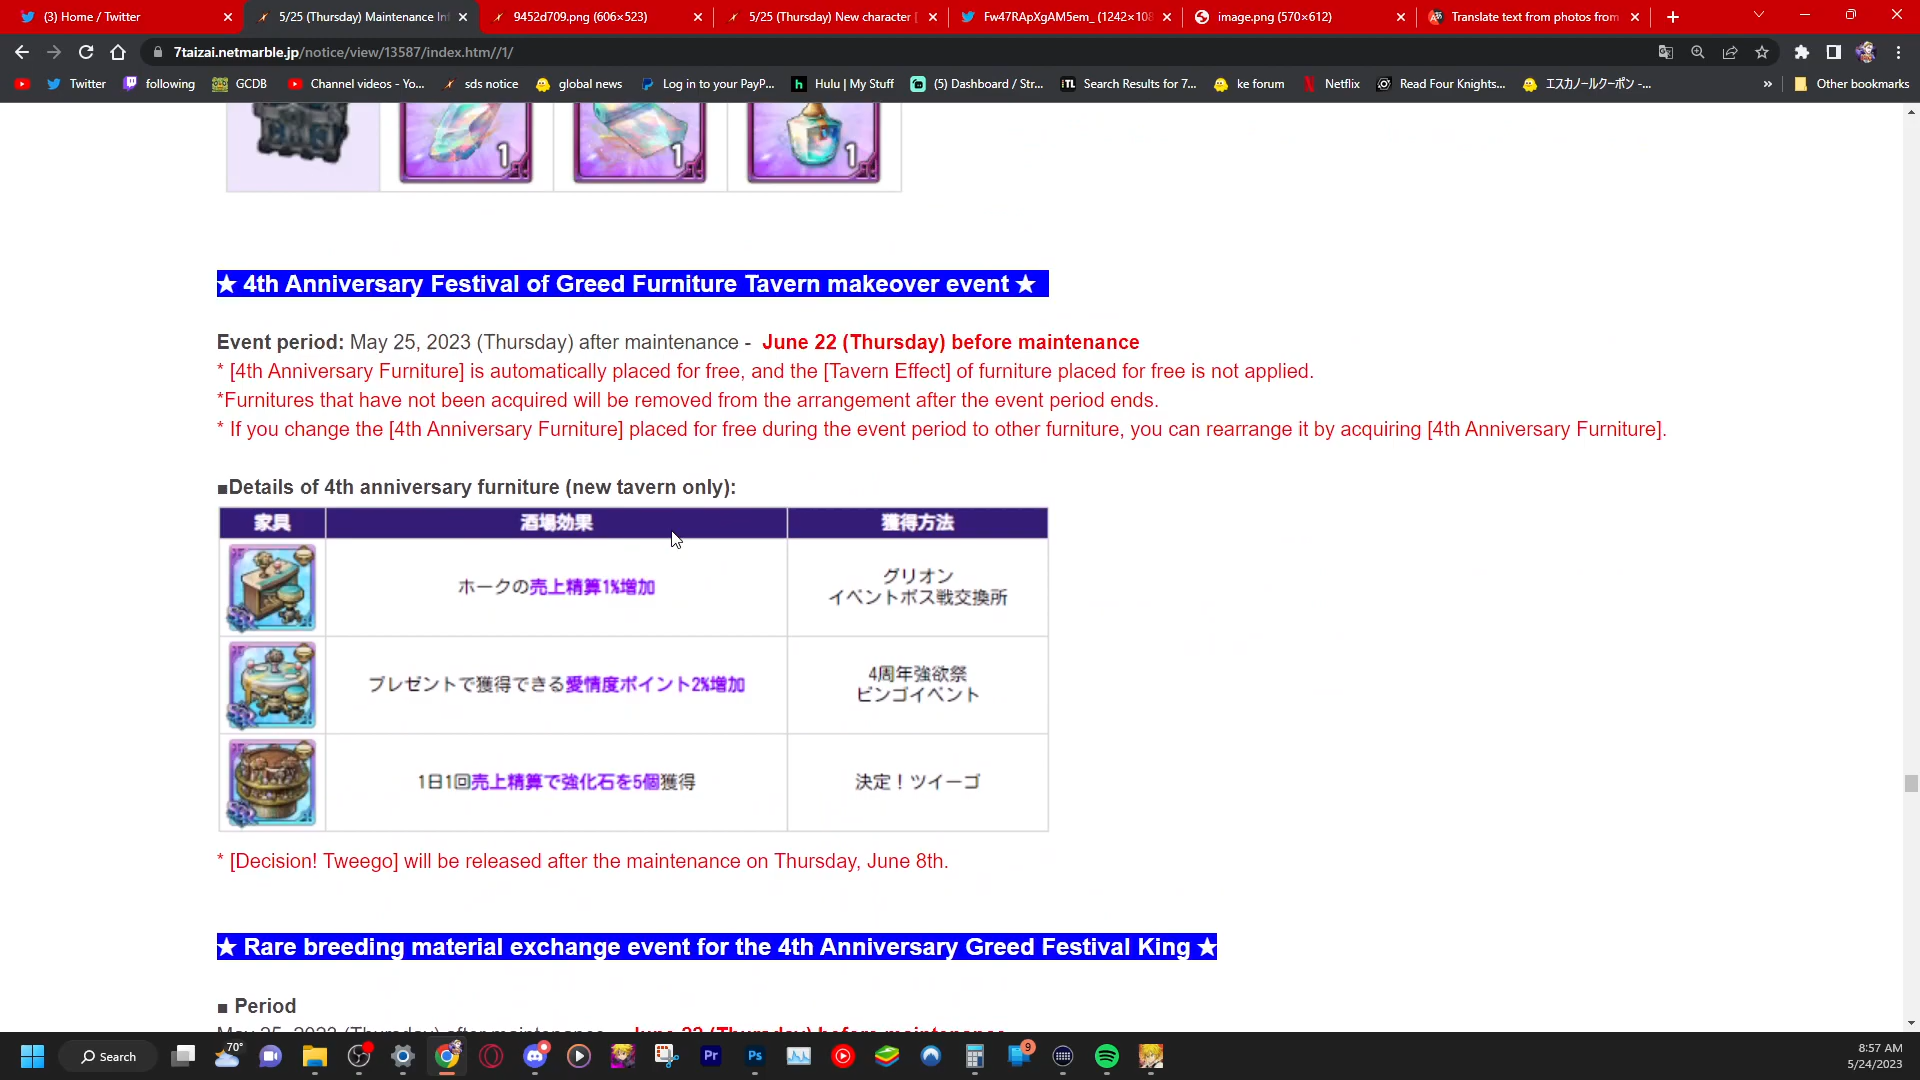 (3) Home / Twitter
5/25 (Thursday) Maintenance In
9452d709.png (606×523)
5/25 (Thursday) New character [
Fw47RApXgAM5em_ (1242×108
image.png (570×612)
Translate text from photos from
7taizai.netmarble.jp/notice/view/13587/index.htm//1/
Twitter
following
GCDB
Channel videos - Yo...
sds notice
global news
Log in to your PayP...
Hulu | My Stuff
(5) Dashboard / Str...
Search Results for 7...
ke forum
Netflix
Read Four Knights...
エスカノールクーポン -...
»
Other bookmarks
1
1
1
★ 4th Anniversary Festival of Greed Furniture Tavern makeover event ★
Event period: May 25, 2023 (Thursday) after maintenance - June 22 (Thursday) before maintenance
* [4th Anniversary Furniture] is automatically placed for free, and the [Tavern Effect] of furniture placed for free is not applied.
*Furnitures that have not been acquired will be removed from the arrangement after the event period ends.
* If you change the [4th Anniversary Furniture] placed for free during the event period to other furniture, you can rearrange it by acquiring [4th Anniversary Furniture].
■Details of 4th anniversary furniture (new tavern only):
家具 酒場効果 獲得方法
ホークの売上精算1%増加
グリオン
イベントボス戦交換所
プレゼントで獲得できる愛情度ポイント2%増加
4周年強欲祭
ビンゴイベント
1日1回売上精算で強化石を5個獲得
決定！ツイーゴ
* [Decision! Tweego] will be released after the maintenance on Thursday, June 8th.
★ Rare breeding material exchange event for the 4th Anniversary Greed Festival King ★
■ Period
May 25, 2023 (Thursday) after maintenance - June 22 (Thursday) before maintenance
Search
70°
9
8:57 AM
5/24/2023